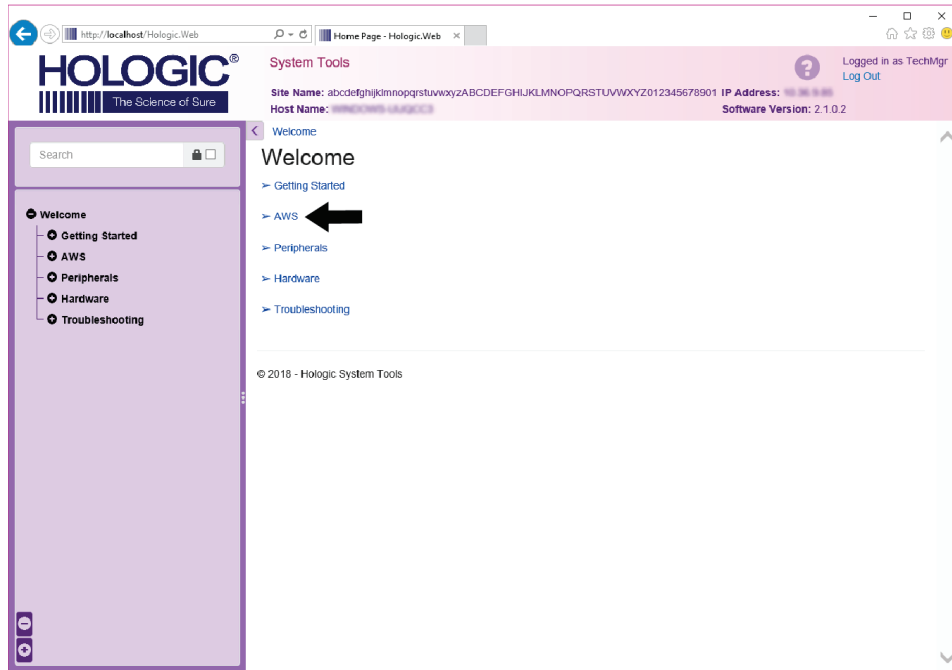 http://localhost/Hologic.Web
Home Page - Hologic.Web
HOLOGIC®
The Science of Sure
System Tools
Logged in as TechMgr
Log Out
Site Name: abcdefghijklmnopqrstuvwxyzABCDEFGHIJKLMNOPQRSTUVWXYZ012345678901 IP Address:
Host Name:
Software Version: 2.1.0.2
Search
Welcome
Getting Started
AWS
Peripherals
Hardware
Troubleshooting
Welcome
Welcome
➢ Getting Started
➢ AWS
➢ Peripherals
➢ Hardware
➢ Troubleshooting
© 2018 - Hologic System Tools